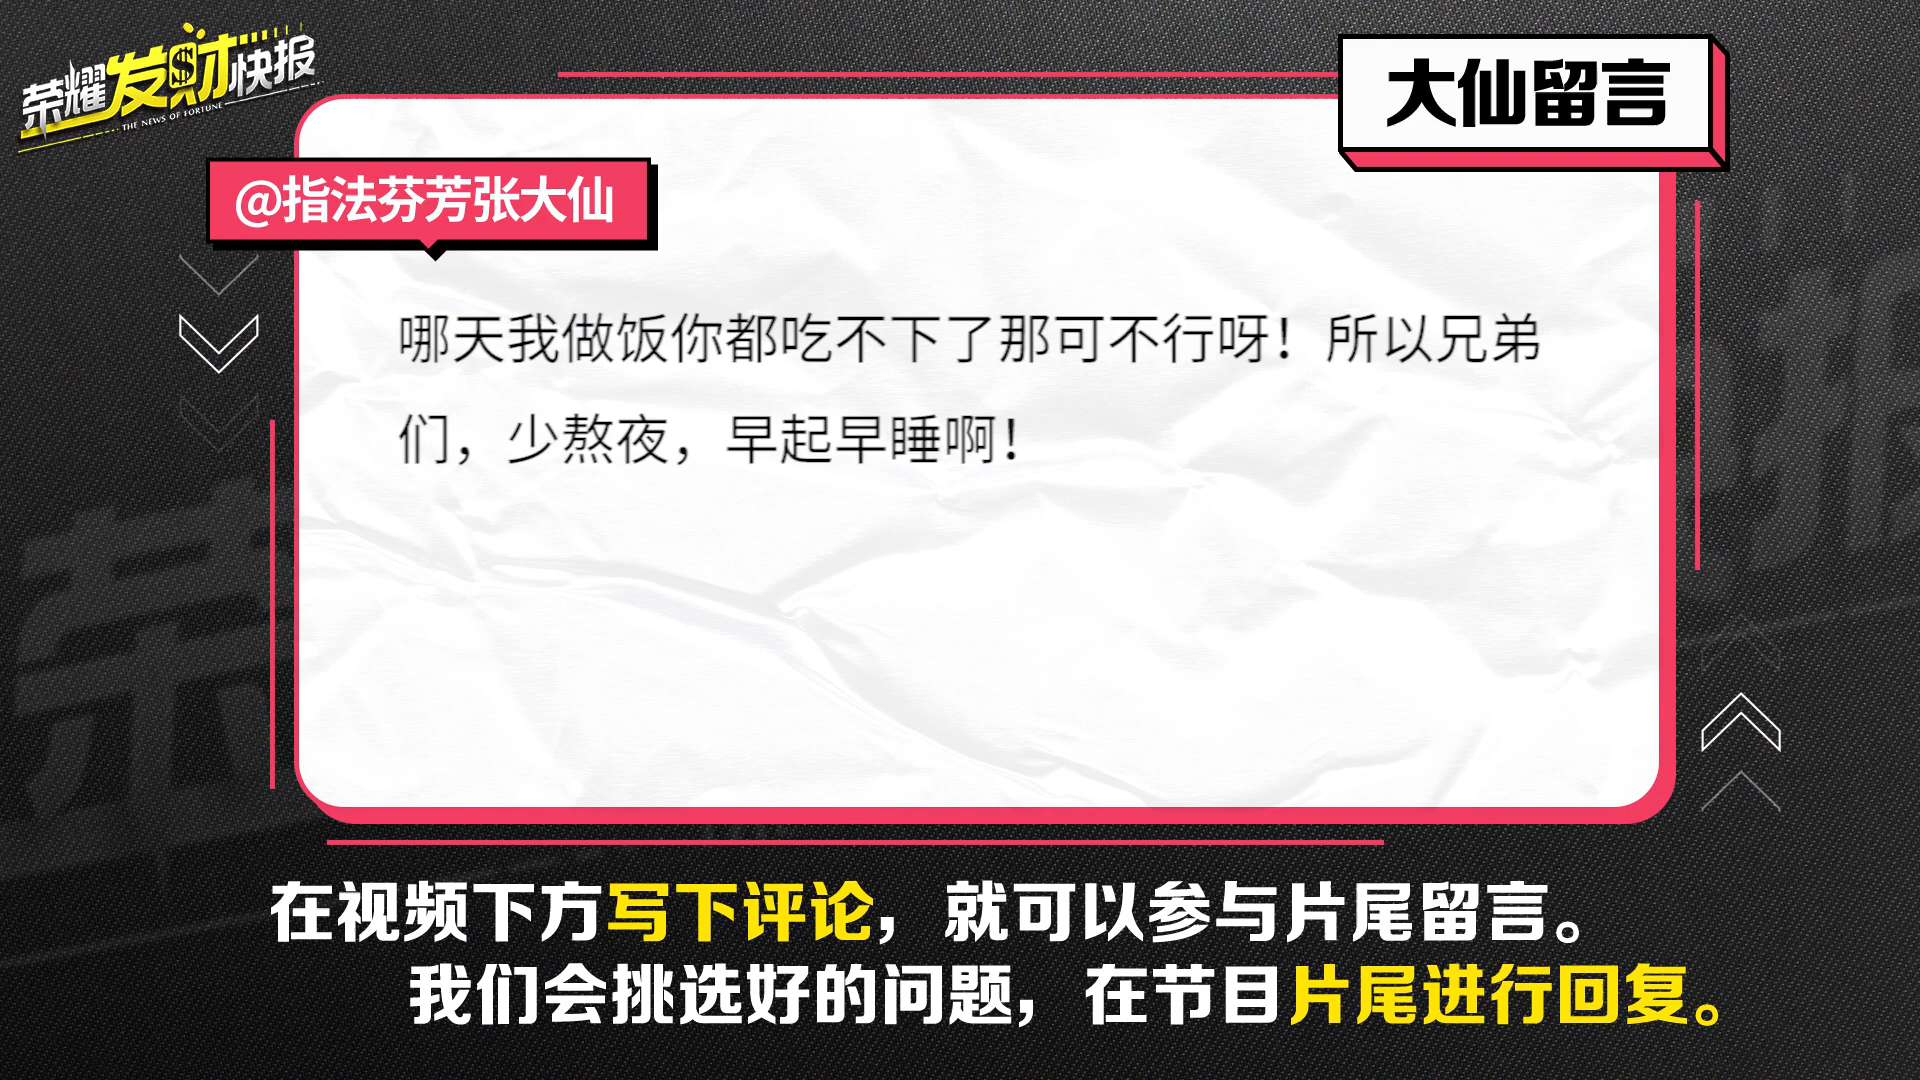 荣耀发财快报
THE NEWS OF FORTUNE
大仙留言
@指法芬芳张大仙
哪天我做饭你都吃不下了那可不行呀！所以兄弟
们，少熬夜，早起早睡啊！
在视频下方写下评论，就可以参与片尾留言。
我们会挑选好的问题，在节目片尾进行回复。